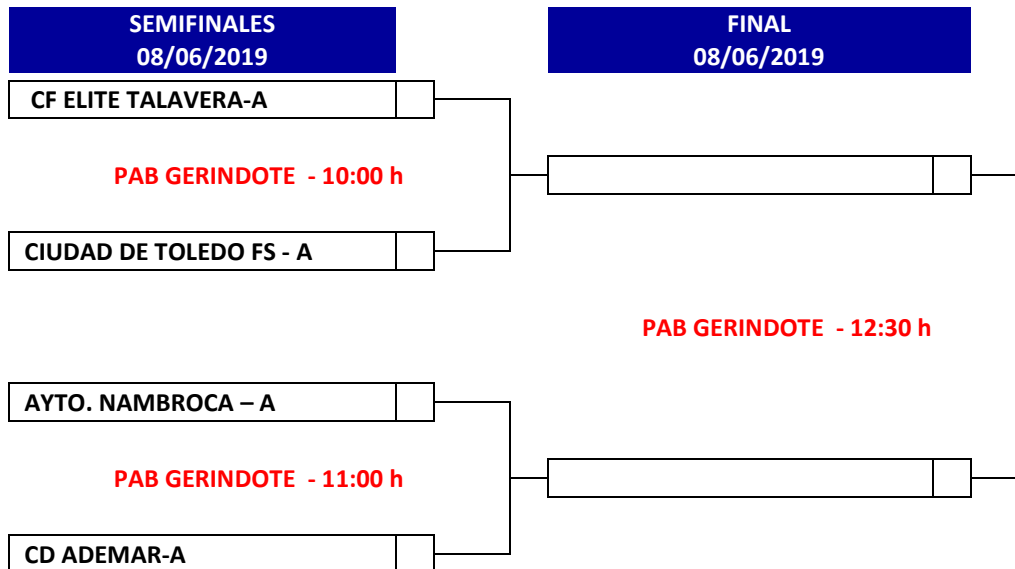 SEMIFINALES
08/06/2019
FINAL
08/06/2019
CF ELITE TALAVERA-A
PAB GERINDOTE - 10:00 h
CIUDAD DE TOLEDO FS - A
PAB GERINDOTE - 12:30 h
AYTO. NAMBROCA – A
PAB GERINDOTE - 11:00 h
CD ADEMAR-A